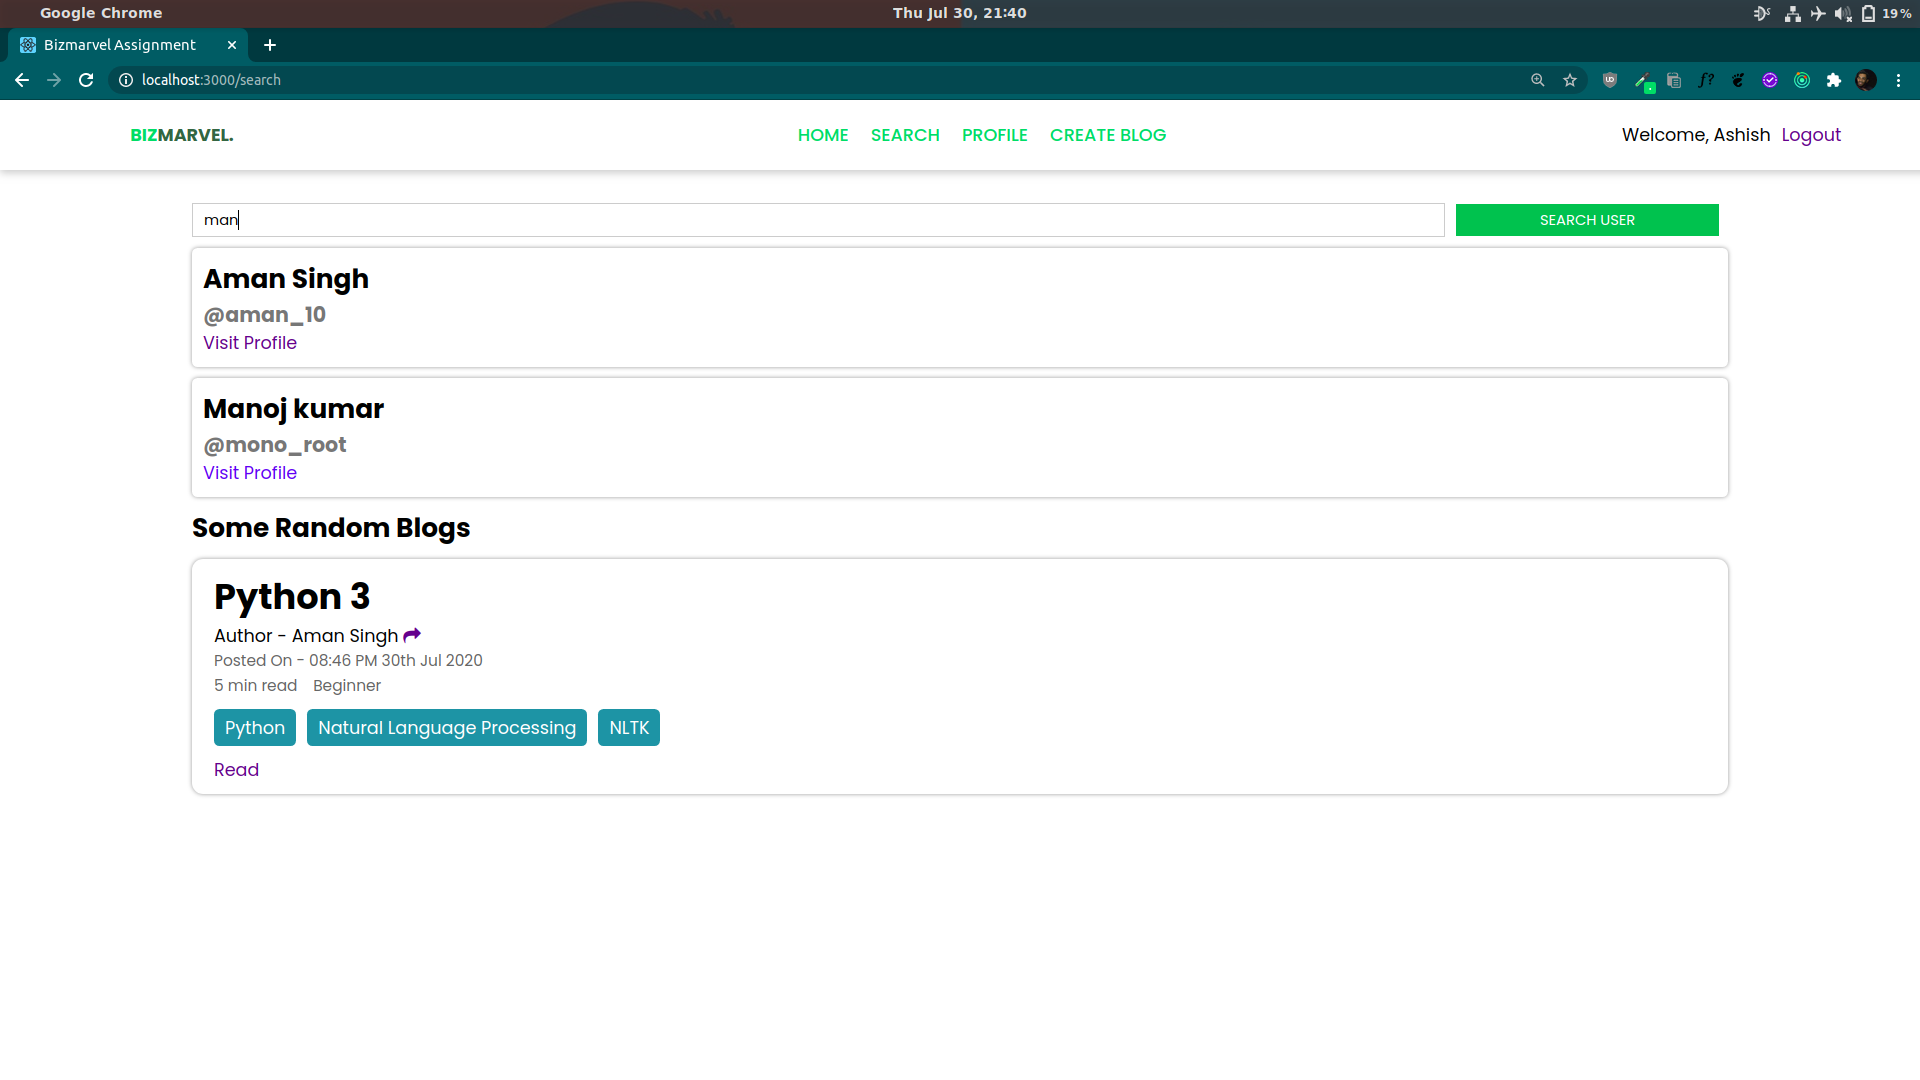 Google Chrome
Thu Jul 30, 21:40
19 %
Bizmarvel Assignment
localhost:3000/search
BIZMARVEL.
HOME SEARCH PROFILE CREATE BLOG
Welcome, Ashish Logout
man
SEARCH USER
Aman Singh
@aman_10
Visit Profile
Manoj kumar
@mono_root
Visit Profile
Some Random Blogs
Python 3
Author - Aman Singh
Posted On - 08:46 PM 30th Jul 2020
5 min read Beginner
Python Natural Language Processing NLTK
Read